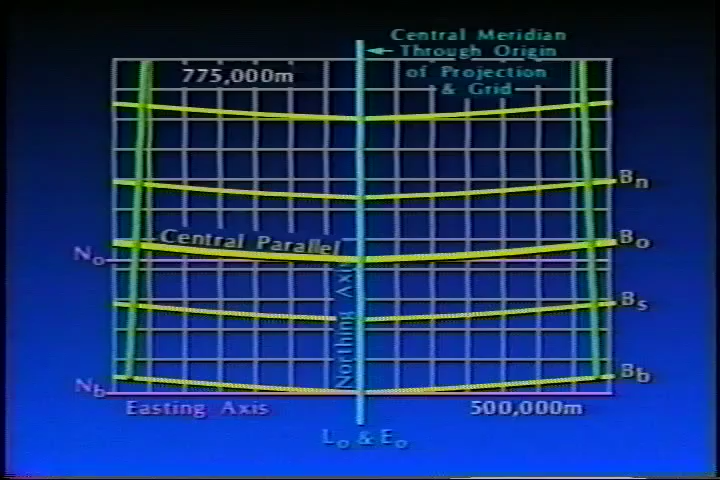 Central Meridian
Through Origin
of Projection
& Grid
775,000m
Bn
Central Parallel
Bo
No
Bs
Northing Axis
Bb
Nb
Easting Axis
500,000m
Lo & Eo